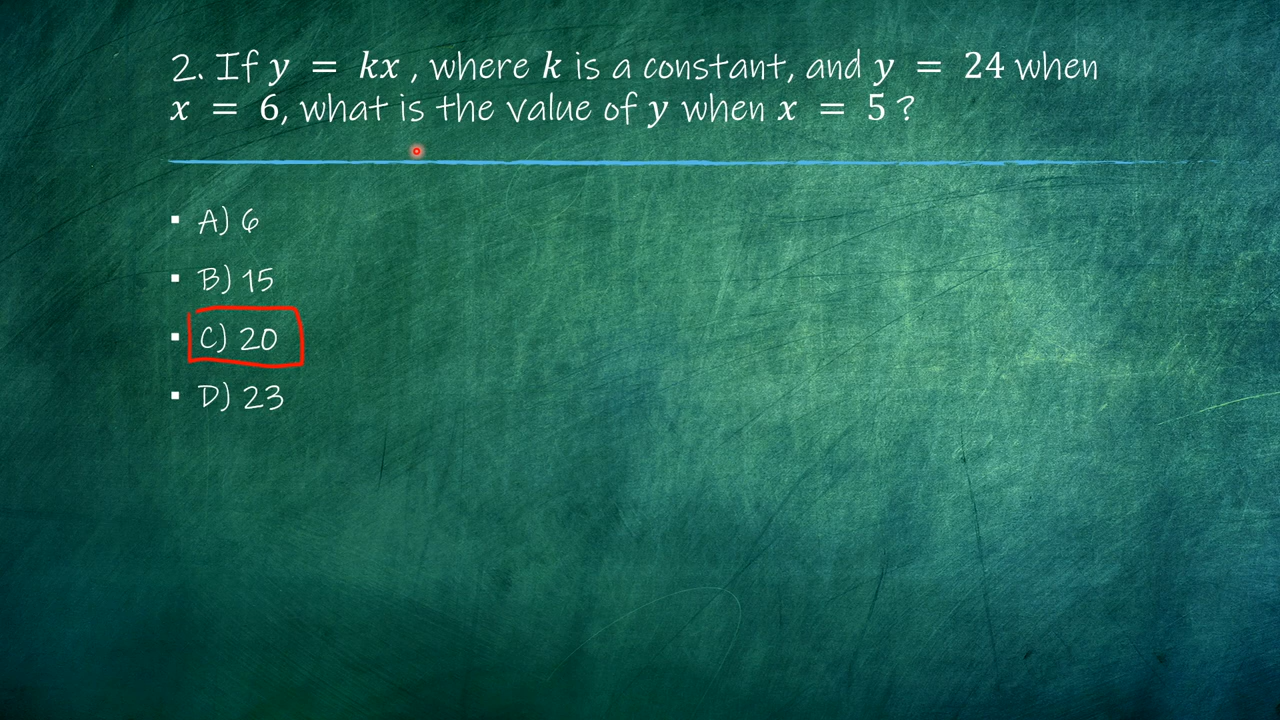 2. If y = kx , where k is a constant, and y = 24 when
x = 6, what is the value of y when x = 5 ?
▪ A) 6
▪ B) 15
▪ C) 20
▪ D) 23